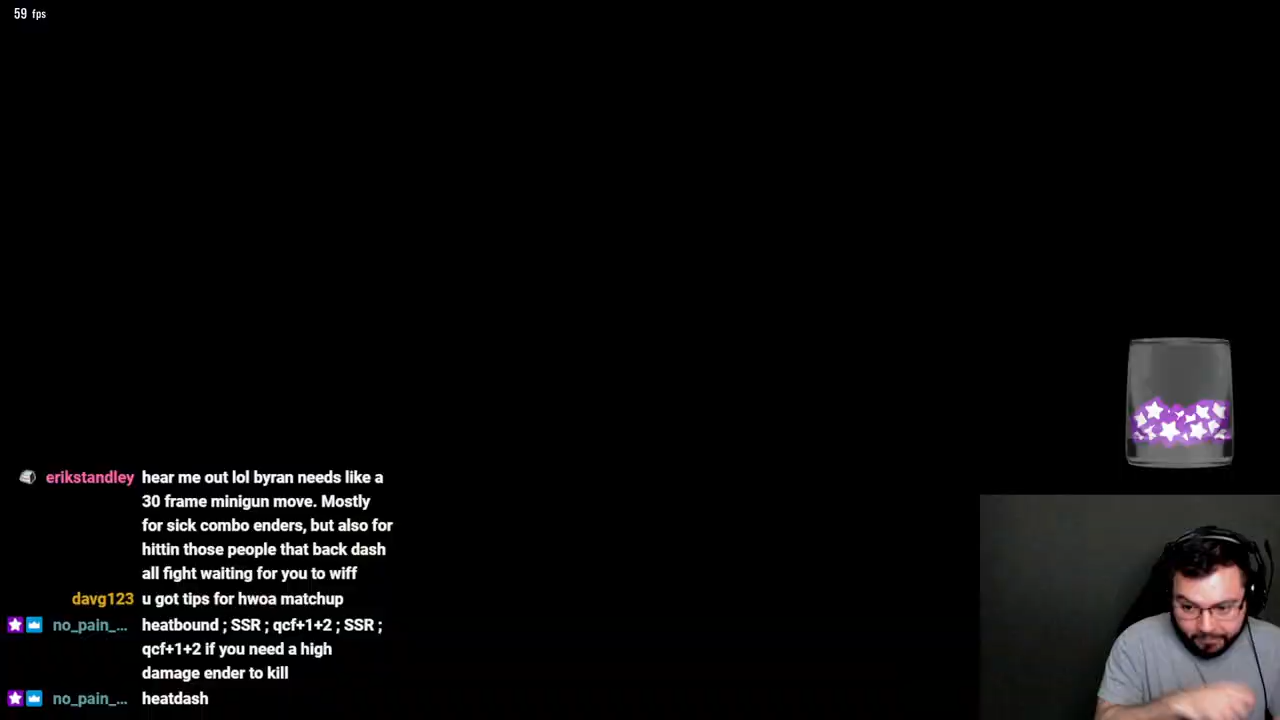 59 fps
erikstandley hear me out lol byran needs like a
30 frame minigun move. Mostly
for sick combo enders, but also for
hittin those people that back dash
all fight waiting for you to wiff
davg123 u got tips for hwoa matchup
no_pain_... heatbound ; SSR ; qcf+1+2 ; SSR ;
qcf+1+2 if you need a high
damage ender to kill
no_pain_... heatdash